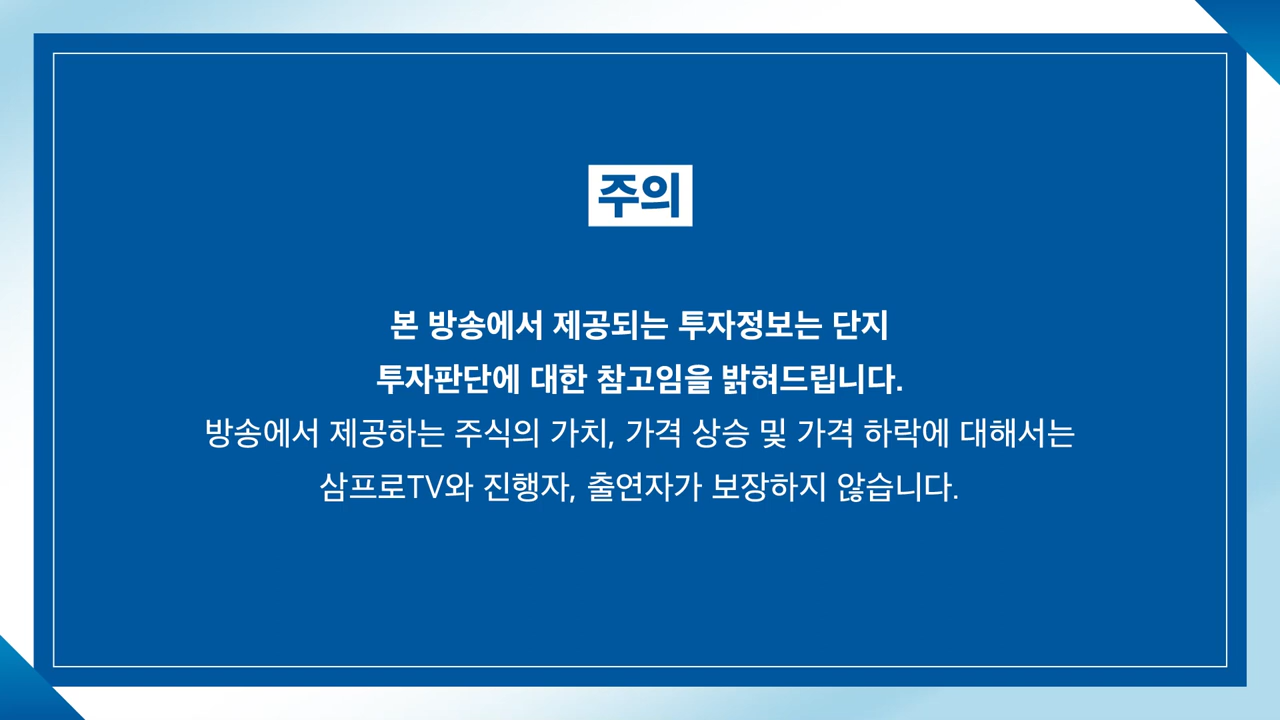 주의
본 방송에서 제공되는 투자정보는 단지
투자판단에 대한 참고임을 밝혀드립니다.
방송에서 제공하는 주식의 가치, 가격 상승 및 가격 하락에 대해서는
삼프로TV와 진행자, 출연자가 보장하지 않습니다.